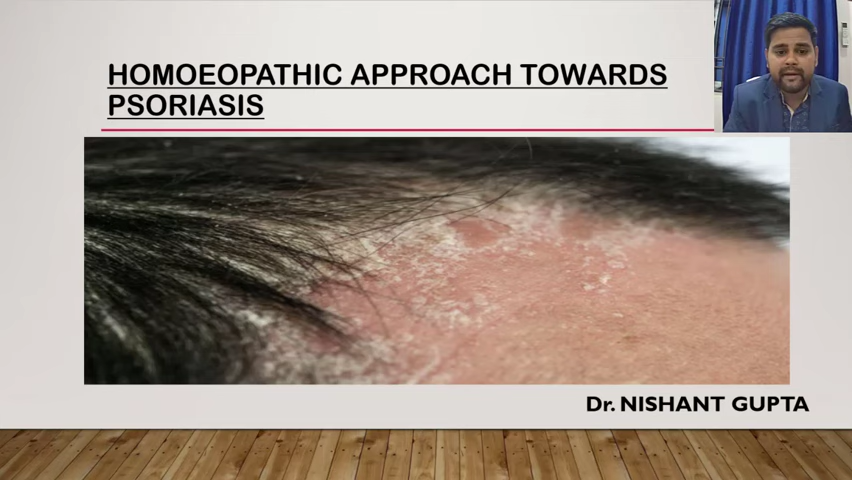 HOMOEOPATHIC APPROACH TOWARDS
PSORIASIS
Dr. NISHANT GUPTA